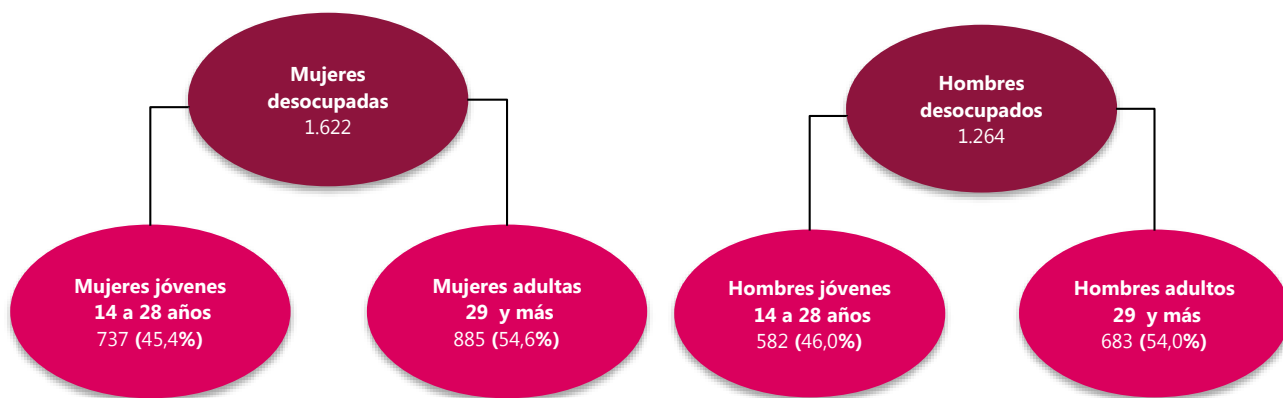 Mujeres
desocupadas
1.622
Hombres
desocupados
1.264
Mujeres jóvenes
14 a 28 años
737 (45,4%)
Mujeres adultas
29 y más
885 (54,6%)
Hombres jóvenes
14 a 28 años
582 (46,0%)
Hombres adultos
29 y más
683 (54,0%)